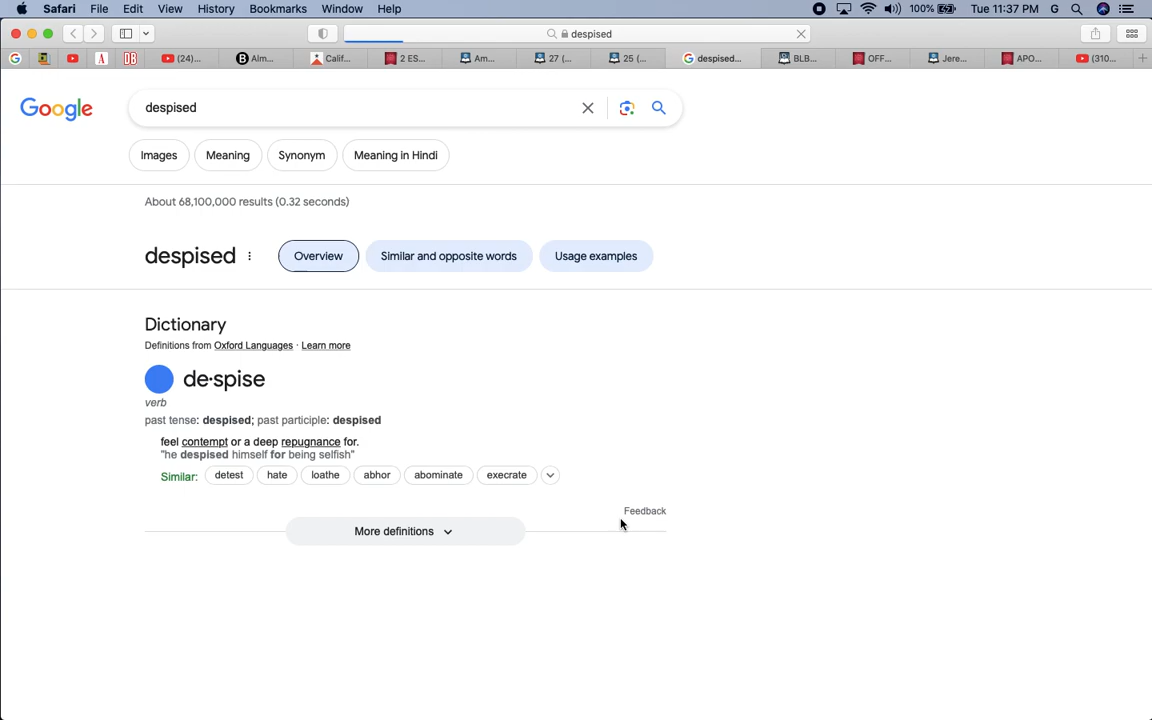 Safari File Edit View History Bookmarks Window Help 100% Tue 11:37 PM G
despised
A DB (24)... B Alm... Calif... 2 ES... Am... 27 (... 25 (... G despised... BLB... OFF... Jere... APO... (310... +
Google despised
Images Meaning Synonym Meaning in Hindi
About 68,100,000 results (0.32 seconds)
despised Overview Similar and opposite words Usage examples
Dictionary
Definitions from Oxford Languages · Learn more
de·spise
verb
past tense: despised; past participle: despised
feel contempt or a deep repugnance for.
"he despised himself for being selfish"
Similar: detest hate loathe abhor abominate execrate
Feedback
More definitions